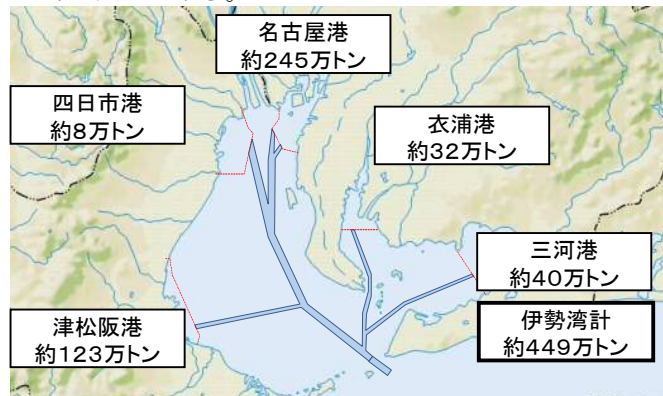 名古屋港
約245万トン
四日市港
約8万トン
衣浦港
約32万トン
三河港
約40万トン
津松阪港
約123万トン
伊勢湾計
約449万トン